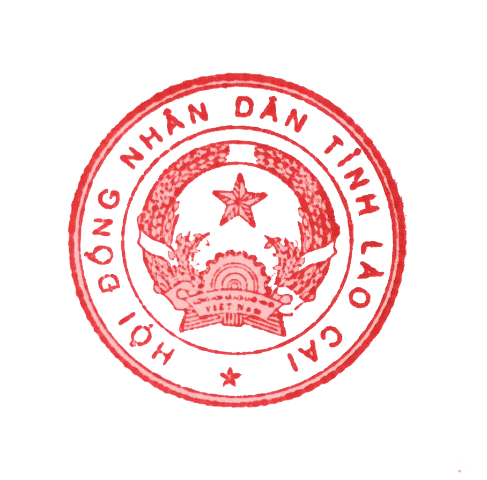 HỘI ĐỒNG NHÂN DÂN TỈNH LÀO CAI
VIỆT NAM